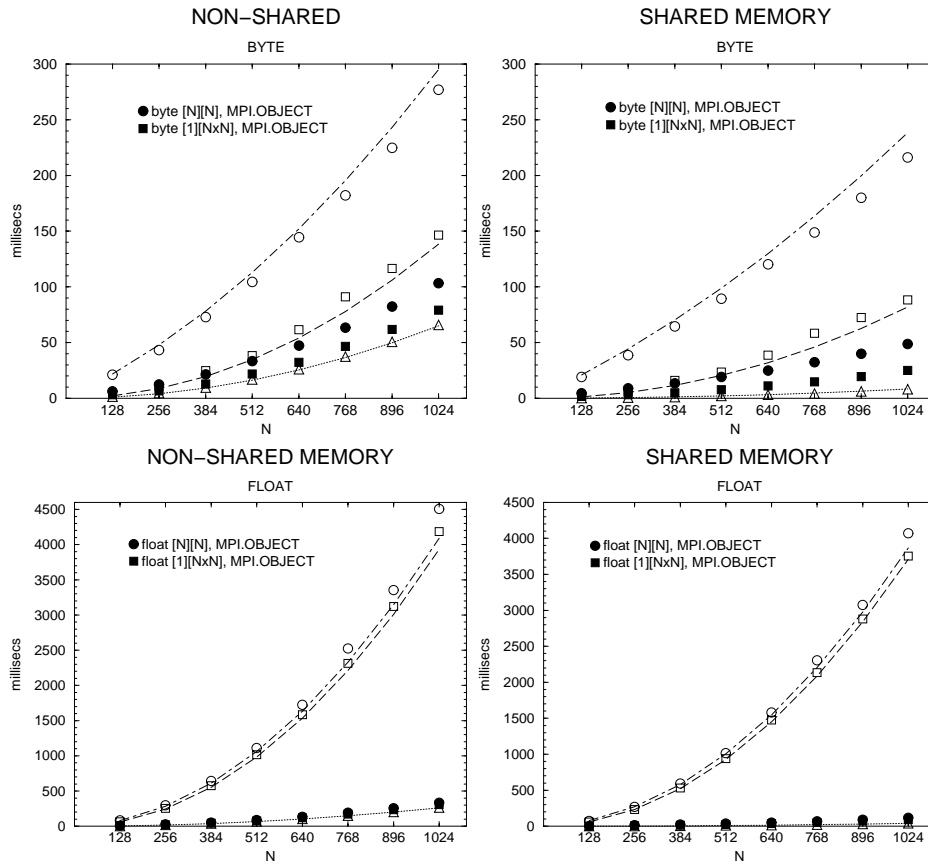 NON−SHARED
BYTE
300
250
200
150
100
50
0
millisecs
byte [N][N], MPI.OBJECT
byte [1][NxN], MPI.OBJECT
128 256 384 512 640 768 896 1024
N
SHARED MEMORY
BYTE
300
250
200
150
100
50
0
millisecs
byte [N][N], MPI.OBJECT
byte [1][NxN], MPI.OBJECT
128 256 384 512 640 768 896 1024
N
NON−SHARED MEMORY
FLOAT
4500
4000
3500
3000
2500
2000
1500
1000
500
0
millisecs
float [N][N], MPI.OBJECT
float [1][NxN], MPI.OBJECT
128 256 384 512 640 768 896 1024
N
SHARED MEMORY
FLOAT
4500
4000
3500
3000
2500
2000
1500
1000
500
0
millisecs
float [N][N], MPI.OBJECT
float [1][NxN], MPI.OBJECT
128 256 384 512 640 768 896 1024
N